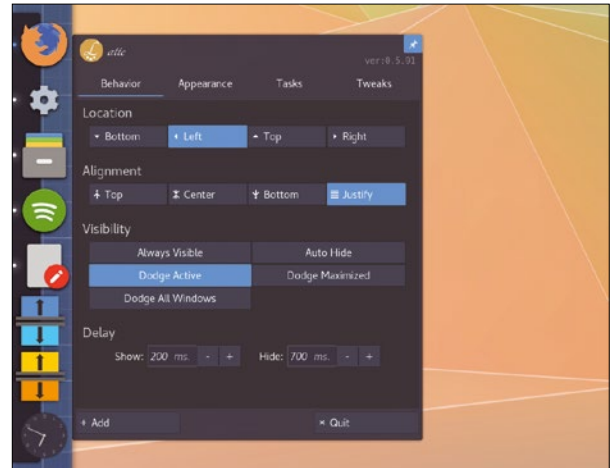 atte
ver:0.5.91
Behavior Appearance Tasks Tweaks
Location
Bottom Left Top Right
Alignment
Top Center Bottom Justify
Visibility
Always Visible Auto Hide
Dodge Active Dodge Maximized
Dodge All Windows
Delay
Show: 200 ms. - + Hide: 700 ms. - +
+ Add × Quit